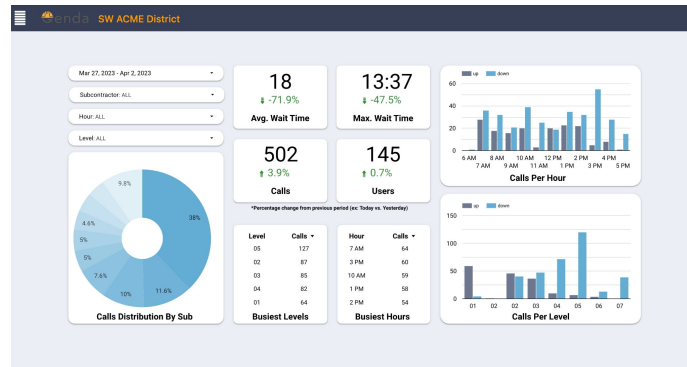 enda SW ACME District
Mar 27, 2023 - Apr 2, 2023
Subcontractor: ALL
Hour: ALL
Level: ALL
9.8%
38%
4.6%
5%
5%
7.6%
10%
11.6%
Calls Distribution By Sub
18
-71.9%
Avg. Wait Time
13:37
-47.5%
Max. Wait Time
502
3.9%
Calls
145
0.7%
Users
*Percentage change from previous period (ex: Today vs. Yesterday)
Level Calls
05 127
02 87
03 85
04 82
01 64
Busiest Levels
Hour Calls
7 AM 64
3 PM 60
10 AM 59
1 PM 58
2 PM 54
Busiest Hours
up down
60
40
20
0
6 AM 8 AM 10 AM 12 PM 2 PM 4 PM
7 AM 9 AM 11 AM 1 PM 3 PM 5 PM
Calls Per Hour
up down
150
100
50
0
01 02 02 03 04 05 06 07
Calls Per Level